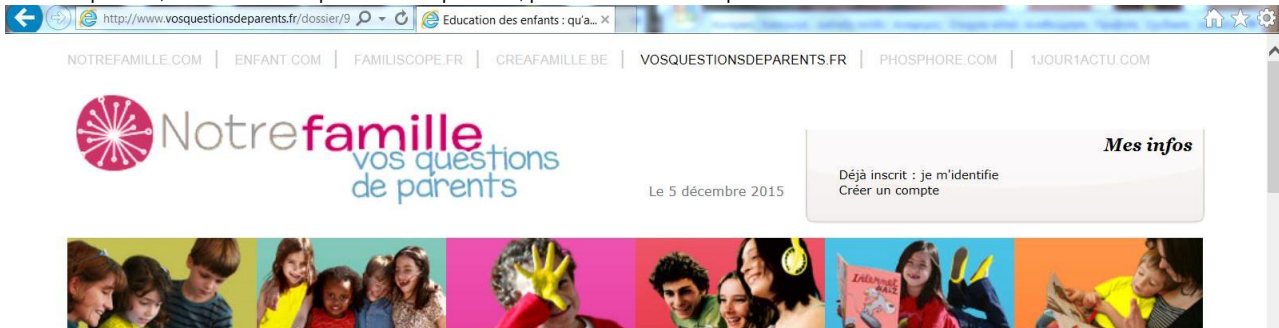 http://www.vosquestionsdeparents.fr/dossier/9
Education des enfants : qu'a...
NOTREFAMILLE.COM | ENFANT.COM | FAMILISCOPE.FR | CREAFAMILLE.BE | VOSQUESTIONSDEPARENTS.FR | PHOSPHORE.COM | 1JOUR1ACTU.COM
Notrefamille
vos questions
de parents
Le 5 décembre 2015
Mes infos
Déjà inscrit : je m'identifie
Créer un compte
Internet
de A à Z